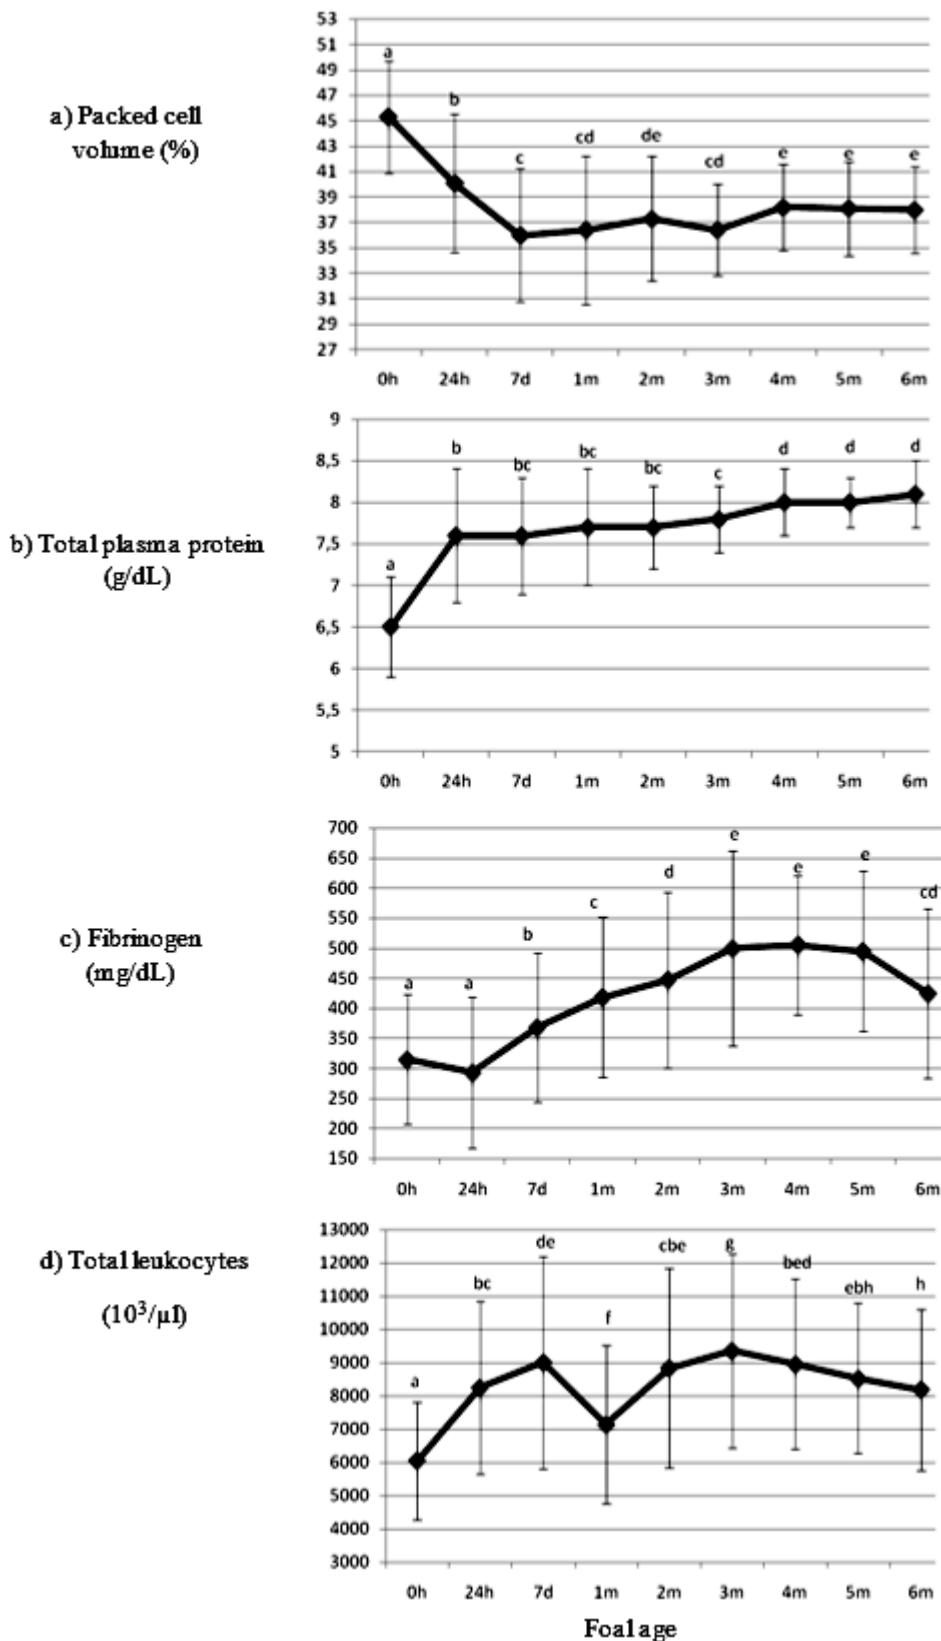 a) Packed cell
volume (%)
53
51
49
47
45
43
41
39
37
35
33
31
29
27
a
b
c
cd
de
cd
e
e
e
0h 24h 7d 1m 2m 3m 4m 5m 6m
b) Total plasma protein
(g/dL)
9
8,5
8
7,5
7
6,5
6
5,5
5
a
b
bc
bc
bc
c
d
d
d
0h 24h 7d 1m 2m 3m 4m 5m 6m
c) Fibrinogen
(mg/dL)
700
650
600
550
500
450
400
350
300
250
200
150
a
a
b
c
d
e
e
e
cd
0h 24h 7d 1m 2m 3m 4m 5m 6m
d) Total leukocytes
(10³/µl)
13000
12000
11000
10000
9000
8000
7000
6000
5000
4000
3000
a
bc
de
f
cbe
g
bed
ebh
h
0h 24h 7d 1m 2m 3m 4m 5m 6m
Foal age